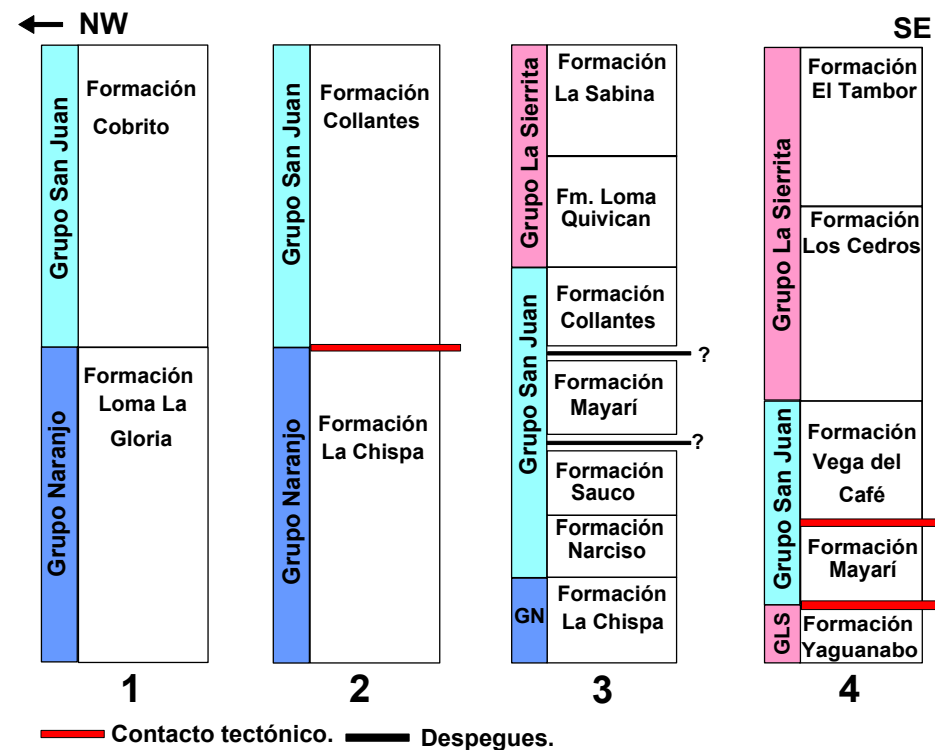 NW
SE
Grupo San Juan
Formación
Cobrito
Grupo Naranjo
Formación
Loma La
Gloria
1
Grupo San Juan
Formación
Collantes
Grupo Naranjo
Formación
La Chispa
2
Grupo La Sierrita
Formación
La Sabina
Fm. Loma
Quivican
Grupo San Juan
Formación
Collantes
?
Formación
Mayarí
?
Formación
Sauco
Formación
Narciso
GN
Formación
La Chispa
3
Grupo La Sierrita
Formación
El Tambor
Formación
Los Cedros
Grupo San Juan
Formación
Vega del
Café
Formación
Mayarí
GLS
Formación
Yaguanabo
4
Contacto tectónico.
Despegues.